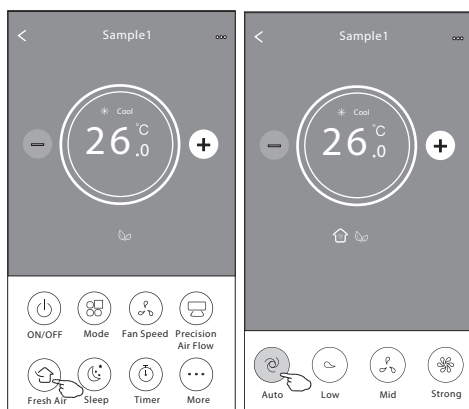 Sample1
Cool
26.0 °C
ON/OFF Mode Fan Speed Precision Air Flow
Fresh Air Sleep Timer More
Sample1
Cool
26.0 °C
Auto Low Mid Strong